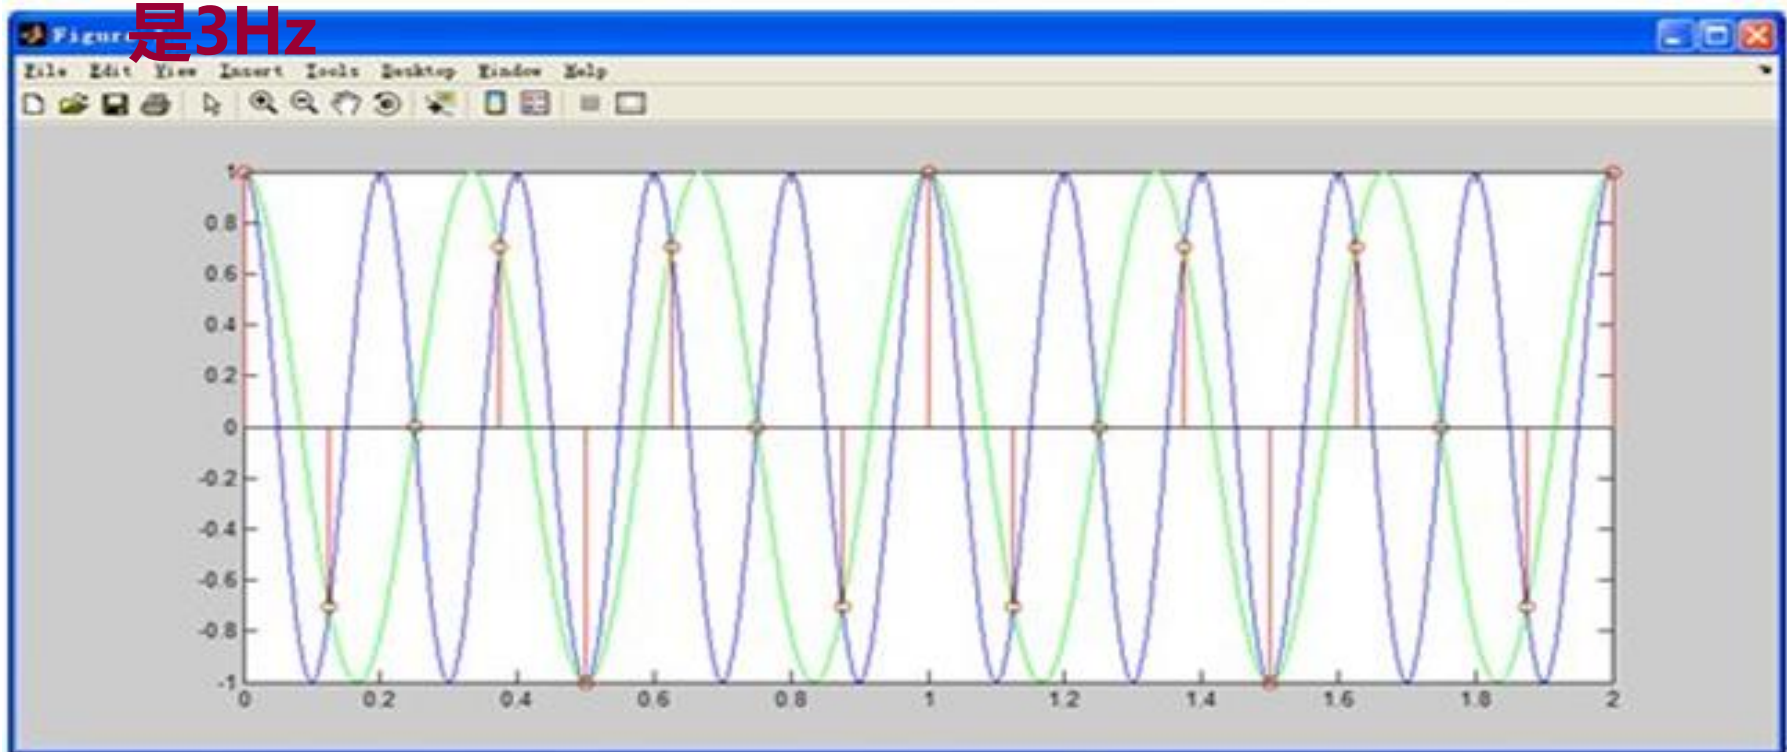 是3Hz
Figure
File Edit View Insert Tools Desktop Window Help
1
0.8
0.6
0.4
0.2
0
-0.2
-0.4
-0.6
-0.8
-1
0 0.2 0.4 0.6 0.8 1 1.2 1.4 1.6 1.8 2